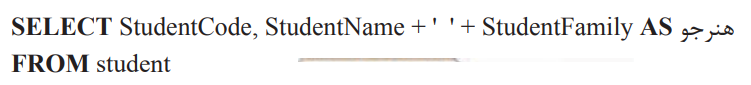 SELECT StudentCode, StudentName + ' ' + StudentFamily AS هنرجو
FROM student